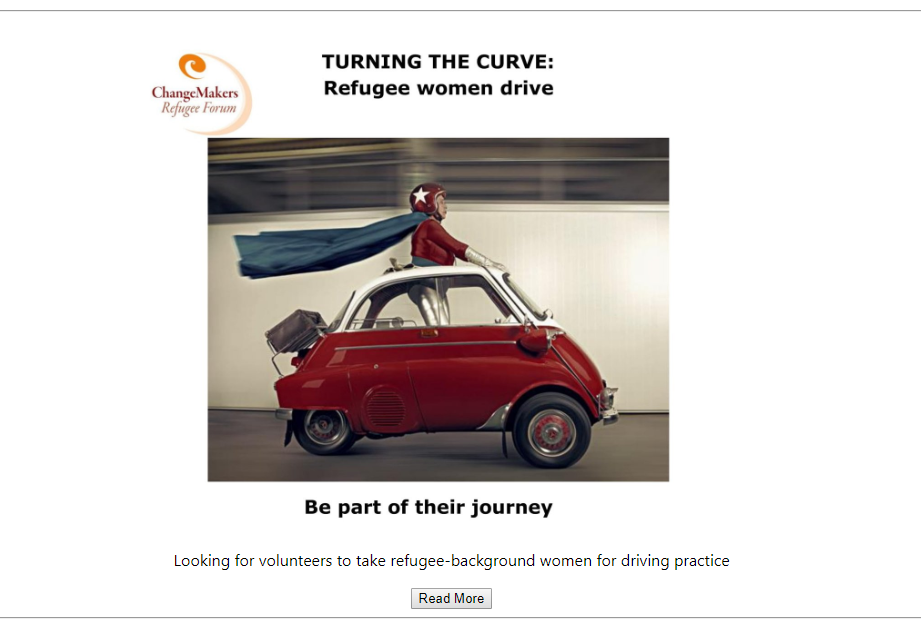 TURNING THE CURVE:
Refugee women drive
ChangeMakers
Refugee Forum
Be part of their journey
Looking for volunteers to take refugee-background women for driving practice
Read More